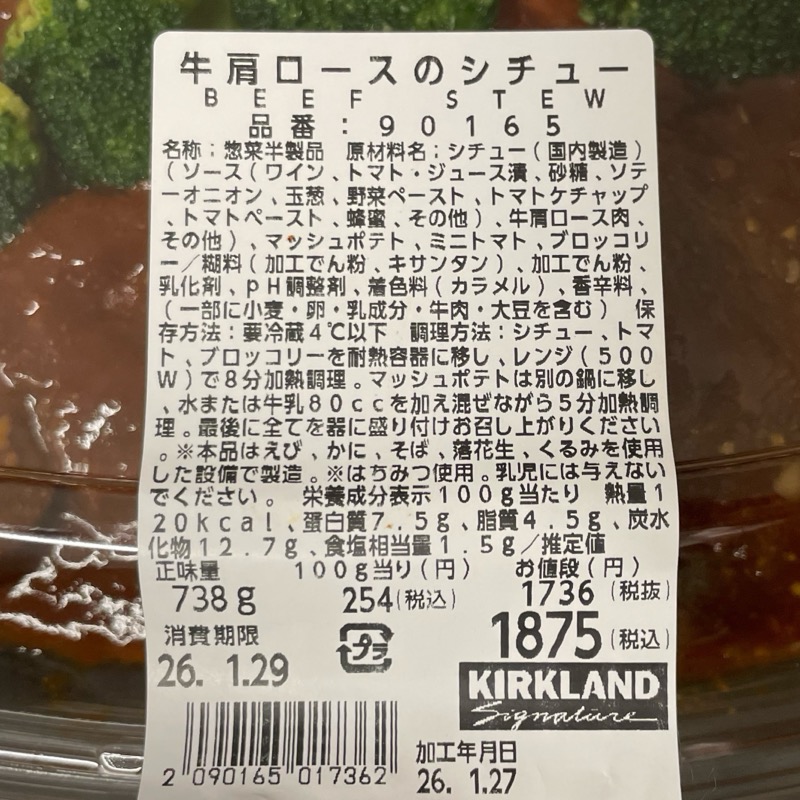 牛肩ロースのシチュー
BEEF STEW
品番:90165
名称:惣菜半製品 原材料名:シチュー(国内製造)
(ソース(ワイン、トマト・ジュース漬、砂糖、ソテ
ーオニオン、玉葱、野菜ペースト、トマトケチャップ
、トマトペースト、蜂蜜、その他)、牛肩ロース肉、
その他)、マッシュポテト、ミニトマト、ブロッコリ
ー/糊料(加工でん粉、キサンタン)、加工でん粉、
乳化剤、pH調整剤、着色料(カラメル)、香辛料、
(一部に小麦・卵・乳成分・牛肉・大豆を含む) 保
存方法:要冷蔵4℃以下 調理方法:シチュー、トマ
ト、ブロッコリーを耐熱容器に移し、レンジ(500
W)で8分加熱調理。マッシュポテトは別の鍋に移し
、水または牛乳80ccを加え混ぜながら5分加熱調
理。最後に全てを器に盛り付けお召し上がりください
。※本品はえび、かに、そば、落花生、くるみを使用
した設備で製造。※はちみつ使用。乳児には与えない
でください。 栄養成分表示100g当たり 熱量1
20kcal、蛋白質7.5g、脂質4.5g、炭水
化物12.7g、食塩相当量1.5g/推定値
正味量 100g当り(円) お値段(円)
738g 254(税込) 1736(税抜)
1875(税込)
消費期限
26. 1.29
プラ
KIRKLAND
Signature
2 090165 017362
加工年月日
26. 1.27